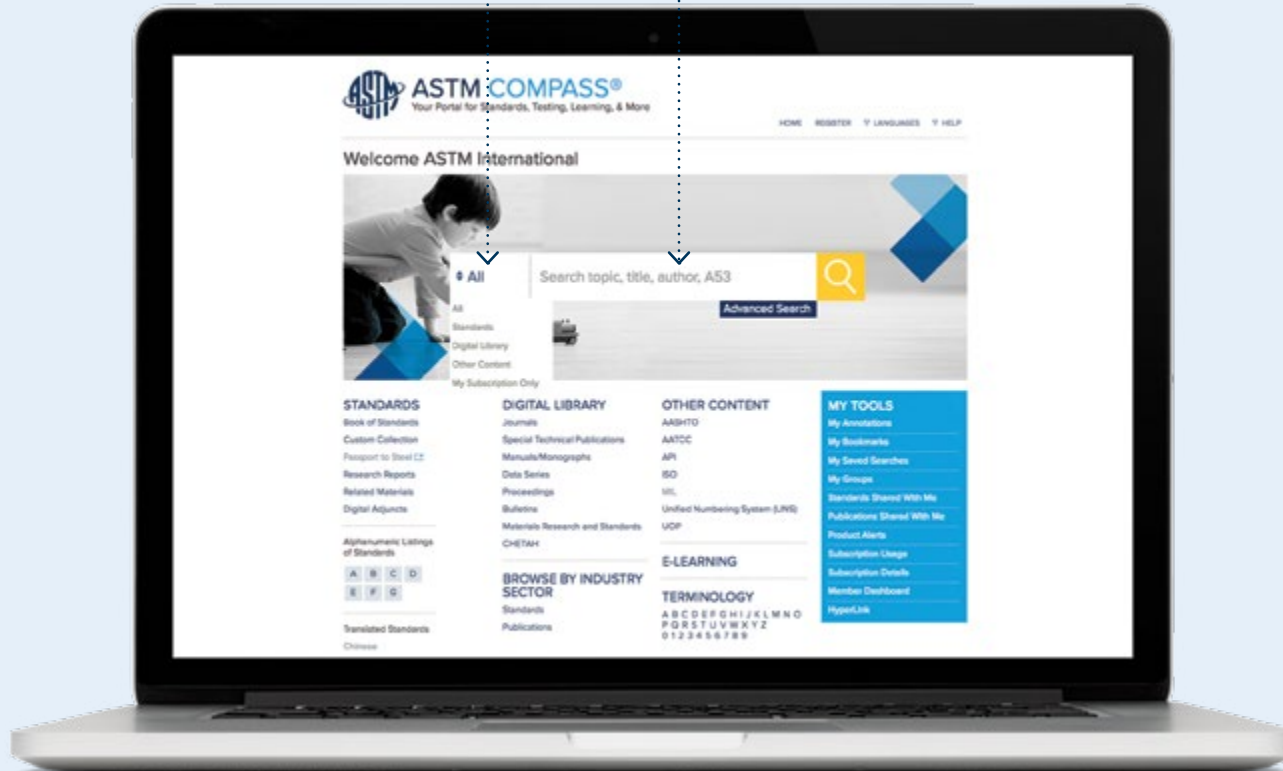 ASTM
ASTM COMPASS®
Your Portal for Standards, Testing, Learning, & More
HOME REGISTER LANGUAGES HELP
Welcome ASTM International
All
Search topic, title, author, A53
Advanced Search
All
Standards
Digital Library
Other Content
My Subscription Only
STANDARDS
Book of Standards
Custom Collection
Passport to Steel
Research Reports
Related Materials
Digital Adjuncts
Alphanumeric Listings
of Standards
A B C D
E F G
Translated Standards
Chinese
DIGITAL LIBRARY
Journals
Special Technical Publications
Manuals/Monographs
Data Series
Proceedings
Bulletins
Materials Research and Standards
CHETAH
BROWSE BY INDUSTRY
SECTOR
Standards
Publications
OTHER CONTENT
AASHTO
AATCC
API
ISO
MIL
Unified Numbering System (UNS)
UOP
E-LEARNING
TERMINOLOGY
A B C D E F G H I J K L M N O
P Q R S T U V W X Y Z
0 1 2 3 4 5 6 7 8 9
MY TOOLS
My Annotations
My Bookmarks
My Saved Searches
My Groups
Standards Shared With Me
Publications Shared With Me
Product Alerts
Subscription Usage
Subscription Details
Member Dashboard
HyperLink